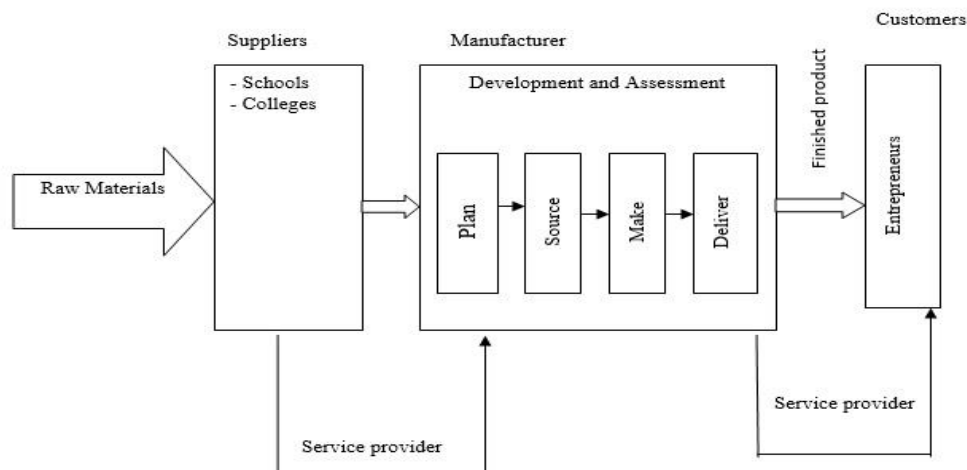 Customers
Suppliers
Manufacturer
- Schools
- Colleges
Development and Assessment
Finished product
Raw Materials
Plan
Source
Make
Deliver
Entrepreneurs
Service provider
Service provider